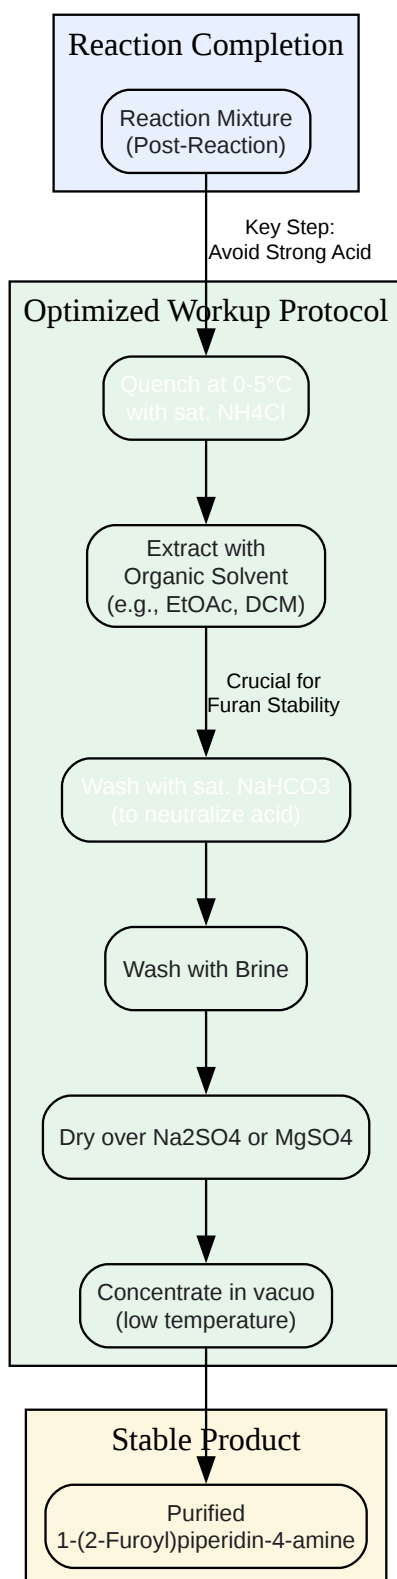 Reaction Completion
Reaction Mixture
(Post-Reaction)
Key Step:
Avoid Strong Acid
Optimized Workup Protocol
Quench at 0-5°C
with sat. NH4Cl
Extract with
Organic Solvent
(e.g., EtOAc, DCM)
Crucial for
Furan Stability
Wash with sat. NaHCO3
(to neutralize acid)
Wash with Brine
Dry over Na2SO4 or MgSO4
Concentrate in vacuo
(low temperature)
Stable Product
Purified
1-(2-Furoyl)piperidin-4-amine